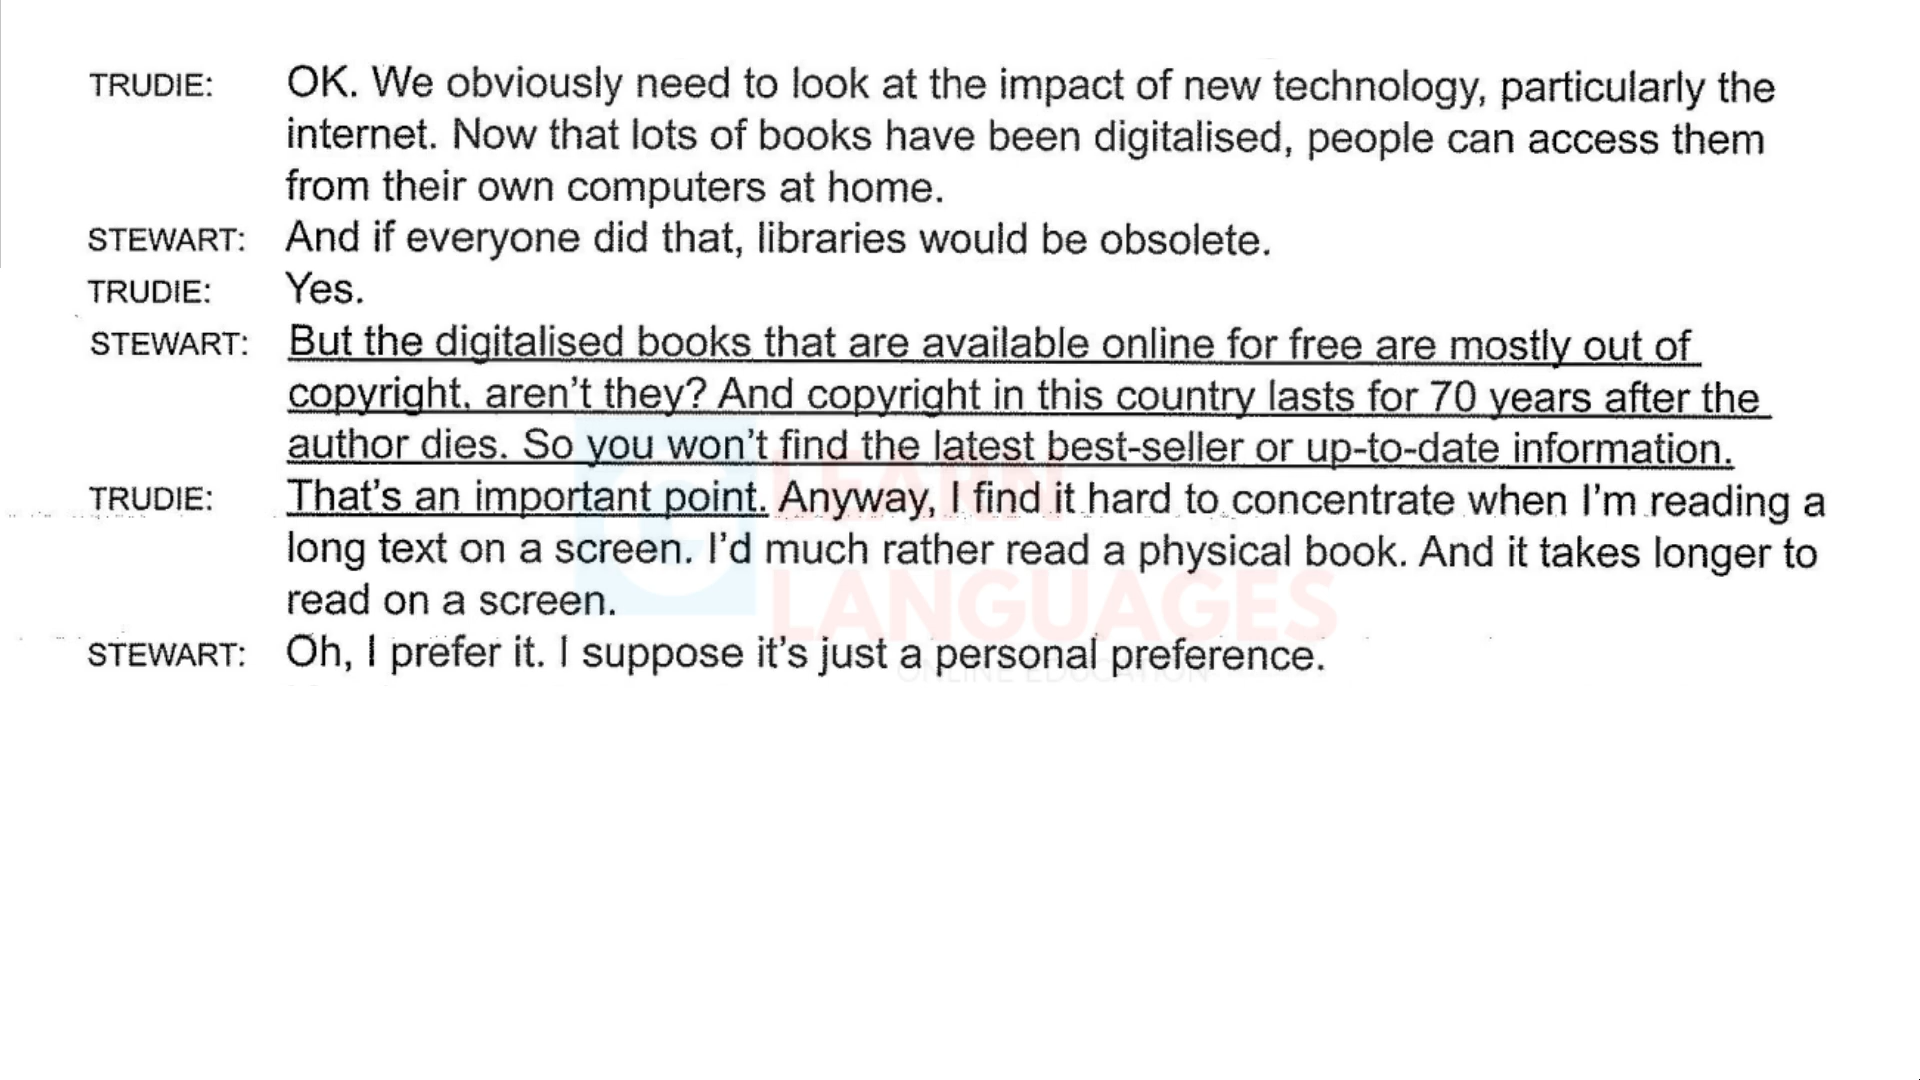 TRUDIE: OK. We obviously need to look at the impact of new technology, particularly the
internet. Now that lots of books have been digitalised, people can access them
from their own computers at home.
STEWART: And if everyone did that, libraries would be obsolete.
TRUDIE: Yes.
STEWART: But the digitalised books that are available online for free are mostly out of
copyright, aren't they? And copyright in this country lasts for 70 years after the
author dies. So you won't find the latest best-seller or up-to-date information.
TRUDIE: That's an important point. Anyway, I find it hard to concentrate when I'm reading a
long text on a screen. I'd much rather read a physical book. And it takes longer to
read on a screen.
STEWART: Oh, I prefer it. I suppose it's just a personal preference.
LEARN
LANGUAGES
ONLINE EDUCATION